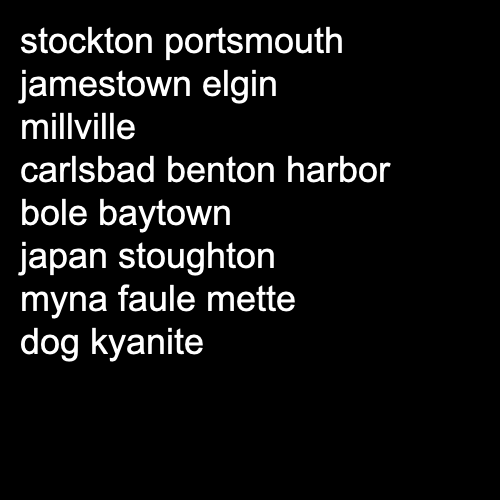 stockton portsmouth
jamestown elgin
millville
carlsbad benton harbor
bole baytown
japan stoughton
myna faule mette
dog kyanite